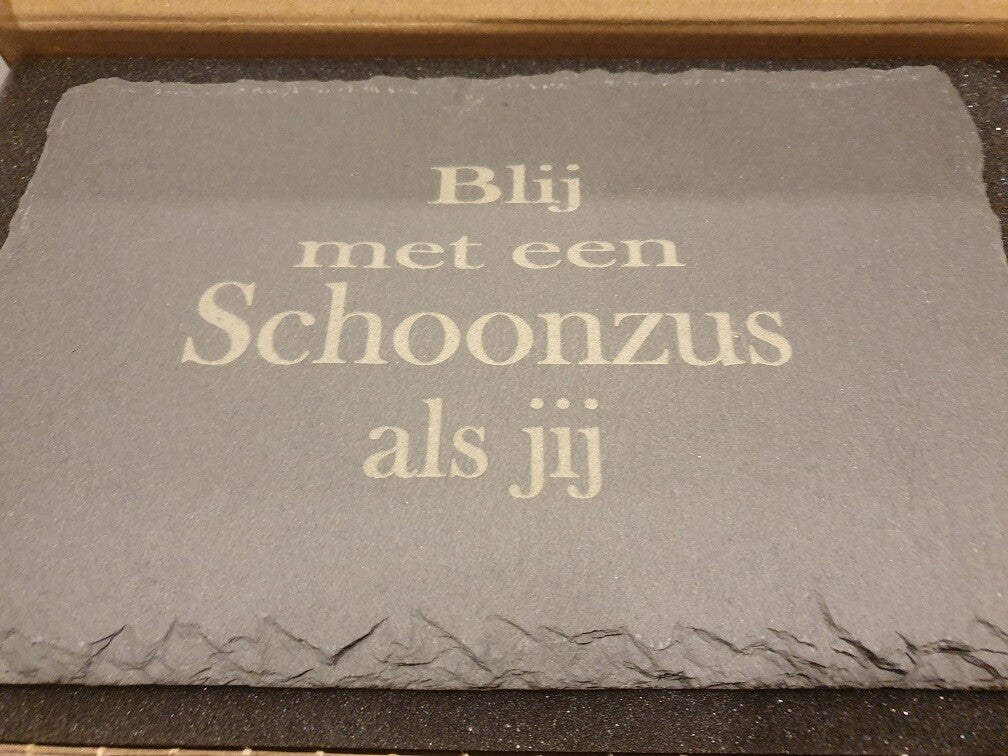 Blij
met een
Schoonzus
als jij